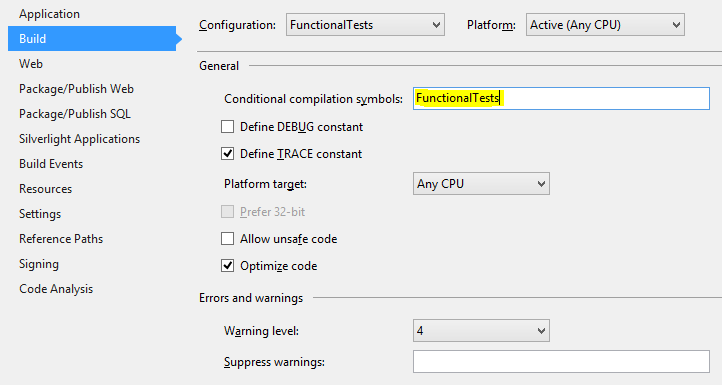 Application
Build
Web
Package/Publish Web
Package/Publish SQL
Silverlight Applications
Build Events
Resources
Settings
Reference Paths
Signing
Code Analysis
Configuration: FunctionalTests Platform: Active (Any CPU)
General
Conditional compilation symbols: FunctionalTests
Define DEBUG constant
Define TRACE constant
Platform target: Any CPU
Prefer 32-bit
Allow unsafe code
Optimize code
Errors and warnings
Warning level: 4
Suppress warnings: